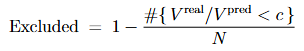 Excluded = 1 − #{ V^real / V^pred < c } / N